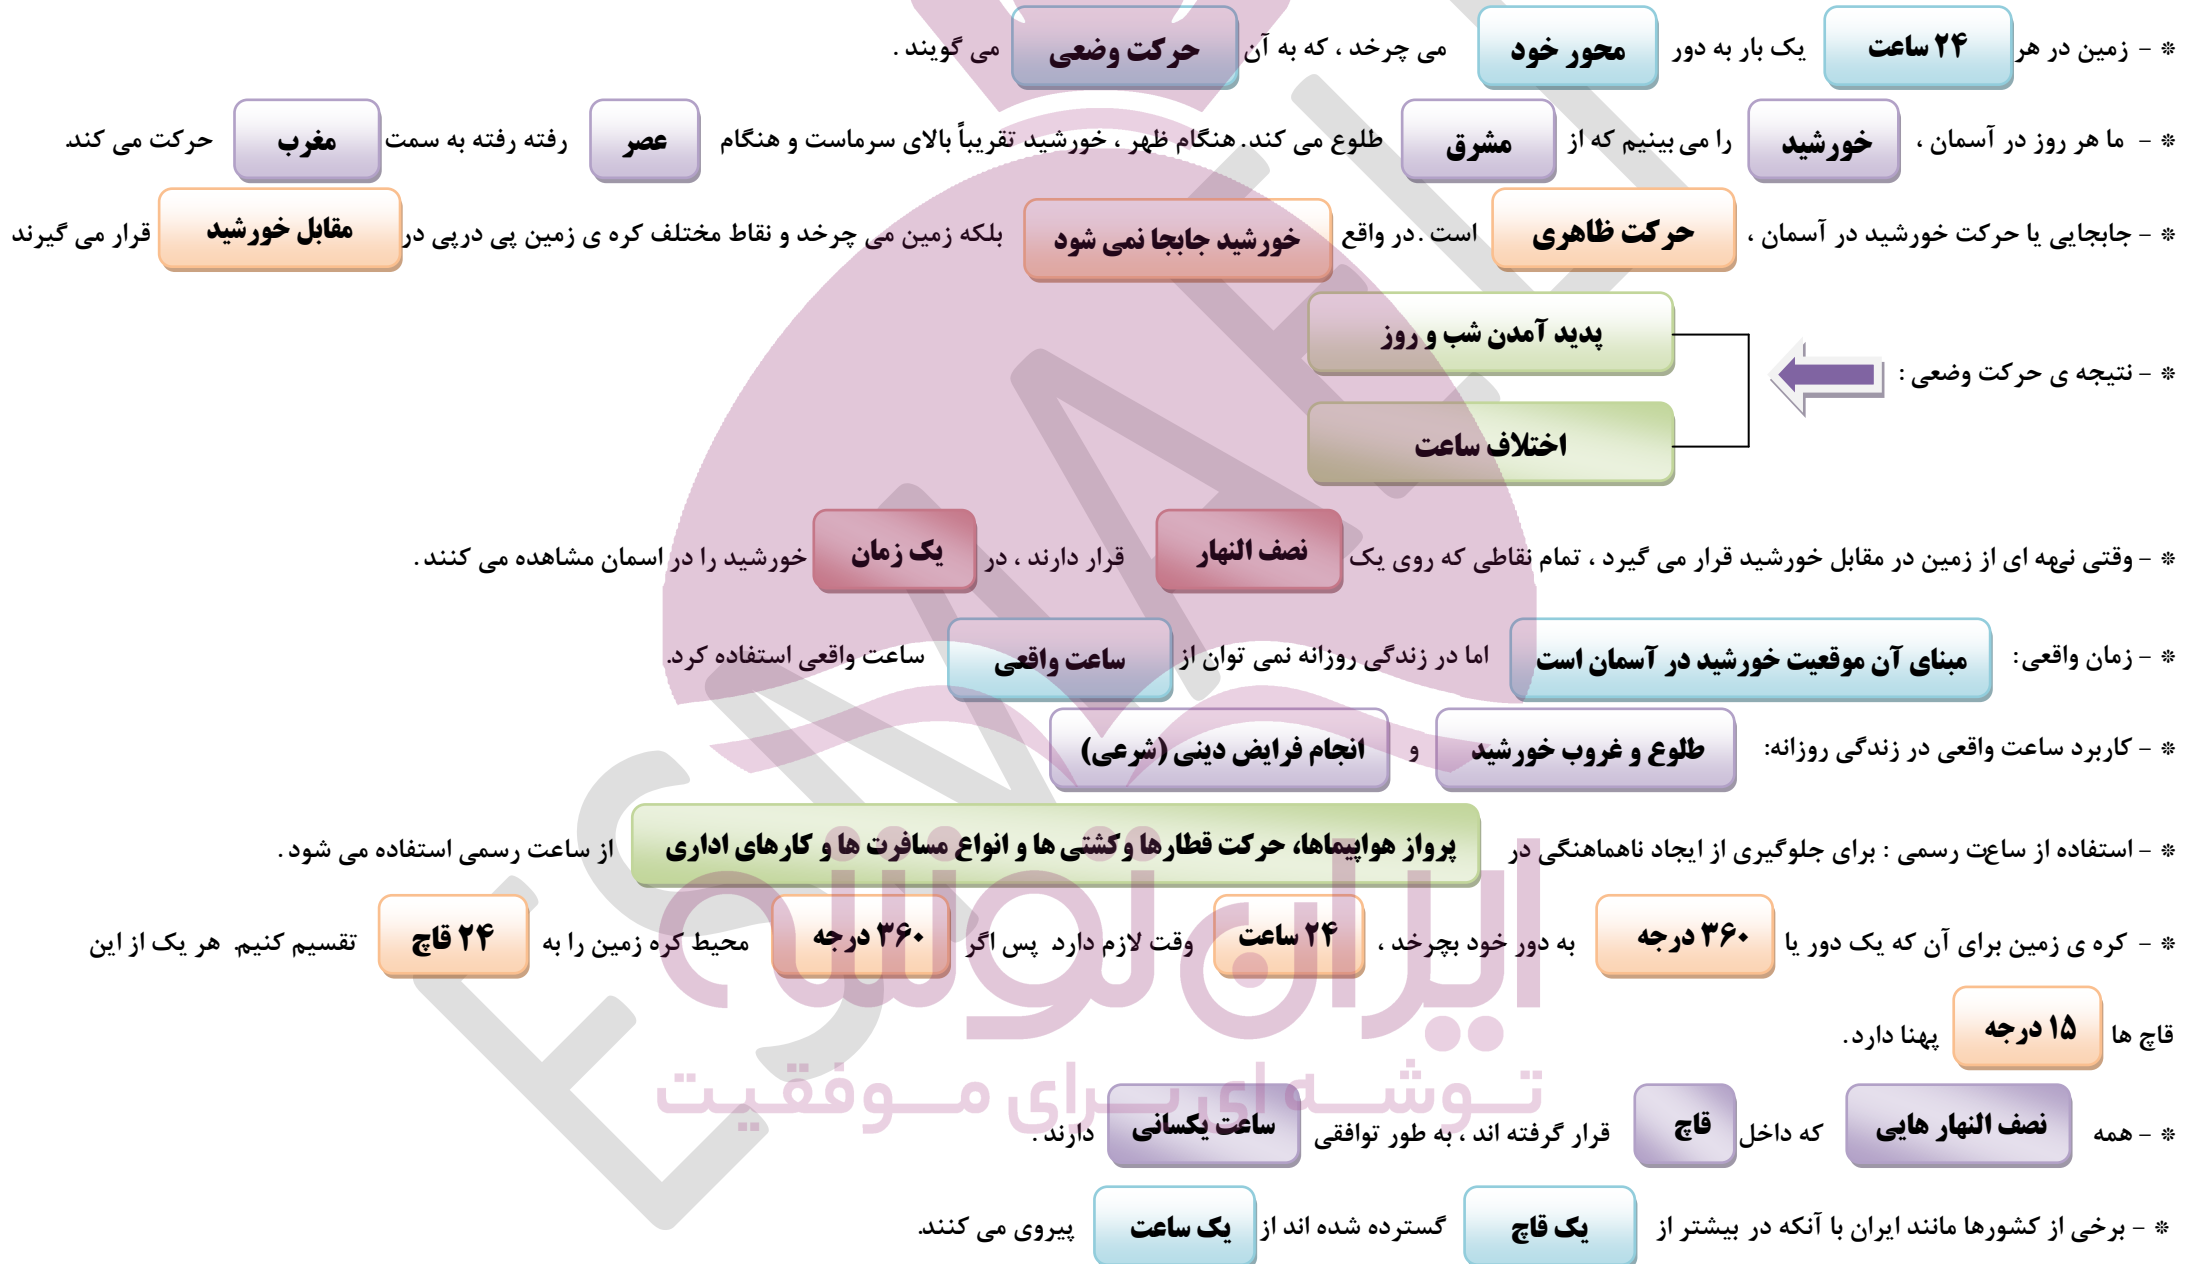 * - زمین در هر ۲۴ ساعت یک بار به دور محور خود می چرخد ، که به آن حرکت وضعی می گویند .
* - ما هر روز در آسمان ، خورشید را می بینیم که از مشرق طلوع می کند. هنگام ظهر ، خورشید تقریباً بالای سرماست و هنگام عصر رفته رفته به سمت مغرب حرکت می کند.
* - جابجایی یا حرکت خورشید در آسمان ، حرکت ظاهری است .در واقع خورشید جابجا نمی شود بلکه زمین می چرخد و نقاط مختلف کره ی زمین پی درپی در مقابل خورشید قرار می گیرند
پدید آمدن شب و روز
* - نتیجه ی حرکت وضعی :
اختلاف ساعت
* - وقتی نیهه ای از زمین در مقابل خورشید قرار می گیرد ، تمام نقاطی که روی یک نصف النهار قرار دارند ، در یک زمان خورشید را در اسمان مشاهده می کنند .
* - زمان واقعی: مبنای آن موقعیت خورشید در آسمان است اما در زندگی روزانه نمی توان از ساعت واقعی ساعت واقعی استفاده کرد.
* - کاربرد ساعت واقعی در زندگی روزانه: طلوع و غروب خورشید و انجام فرایض دینی (شرعی)
* - استفاده از ساعت رسمی : برای جلوگیری از ایجاد ناهماهنگی در پرواز هواپیماها، حرکت قطارها وکشتی ها و انواع مسافرت ها و کارهای اداری از ساعت رسمی استفاده می شود .
* - کره ی زمین برای آن که یک دور یا ۳۶۰ درجه به دور خود بچرخد ، ۲۴ ساعت وقت لازم دارد پس اگر ۳۶۰ درجه محیط کره زمین را به ۲۴ قاچ تقسیم کنیم. هر یک از این
قاچ ها ۱۵ درجه پهنا دارد .
* - همه نصف النهار هایی که داخل قاچ قرار گرفته اند ، به طور توافقی ساعت یکسانی دارند .
* - برخی از کشورها مانند ایران با آنکه در بیشتر از یک قاچ گسترده شده اند از یک ساعت پیروی می کنند.
ایران توشه
توشه ای برای موفقیت